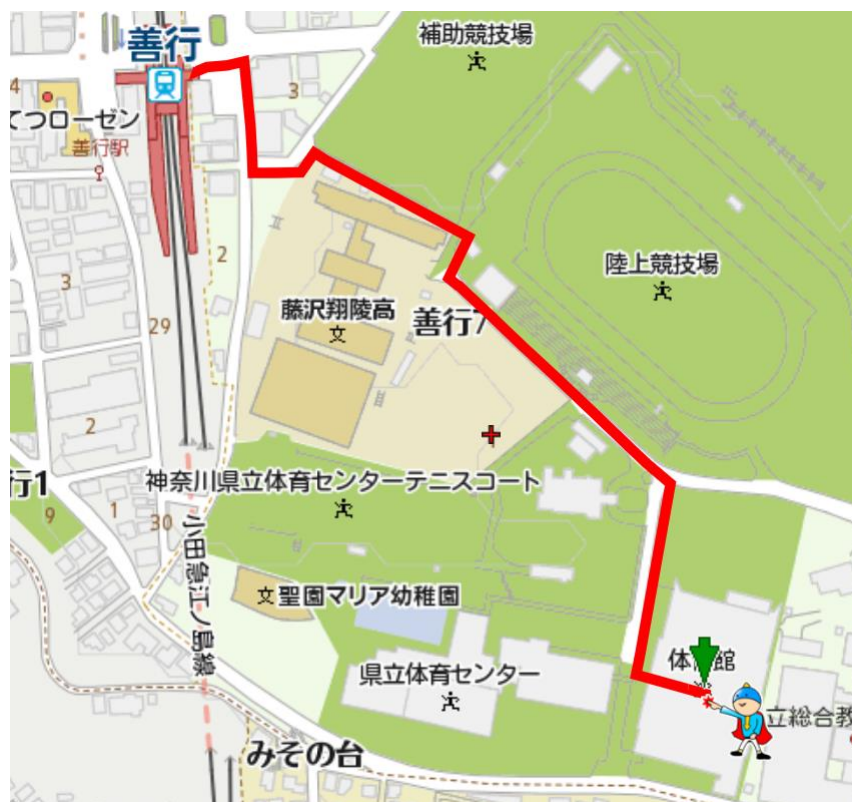 善行
補助競技場
4
3
てつローゼン
善行駅
2
陸上競技場
3
藤沢翔陵高
善行7
文
29
2
行1
神奈川県立体育センターテニスコート
9
1
30
小田急江ノ島線
文聖園マリア幼稚園
体育館
県立体育センター
立総合教
みその台